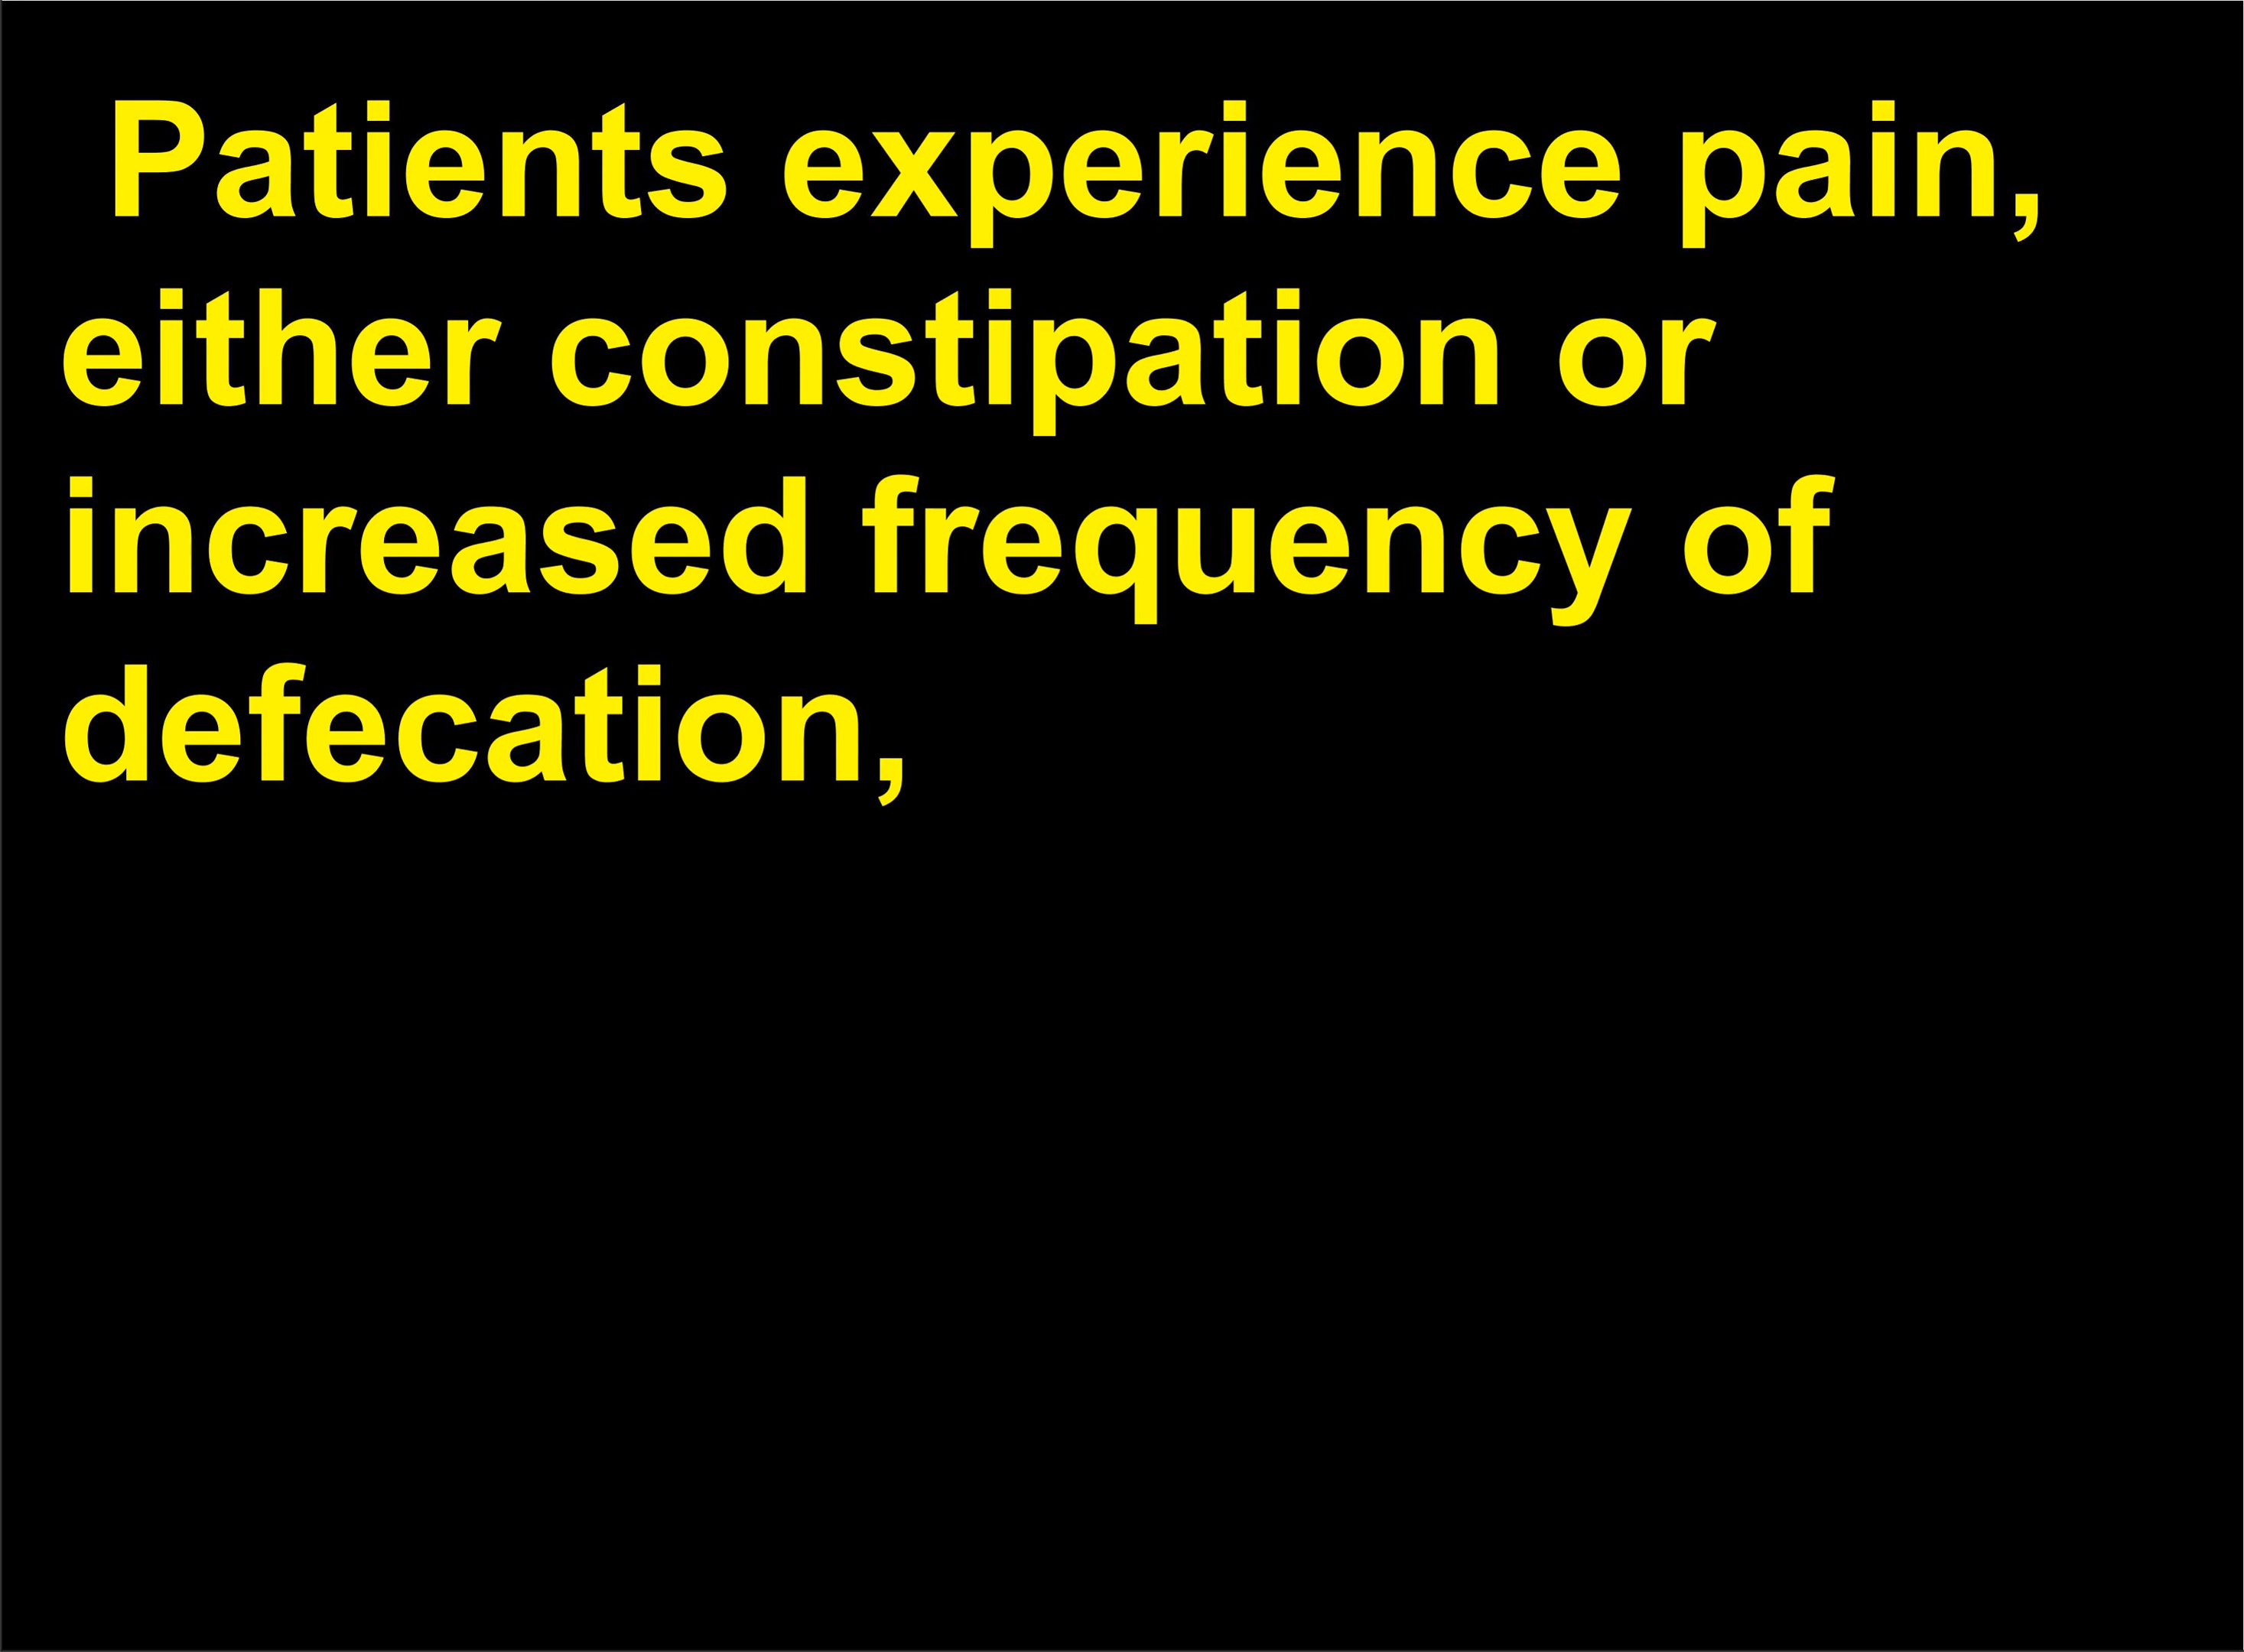 Patients experience pain,
either constipation or
increased frequency of
defecation,